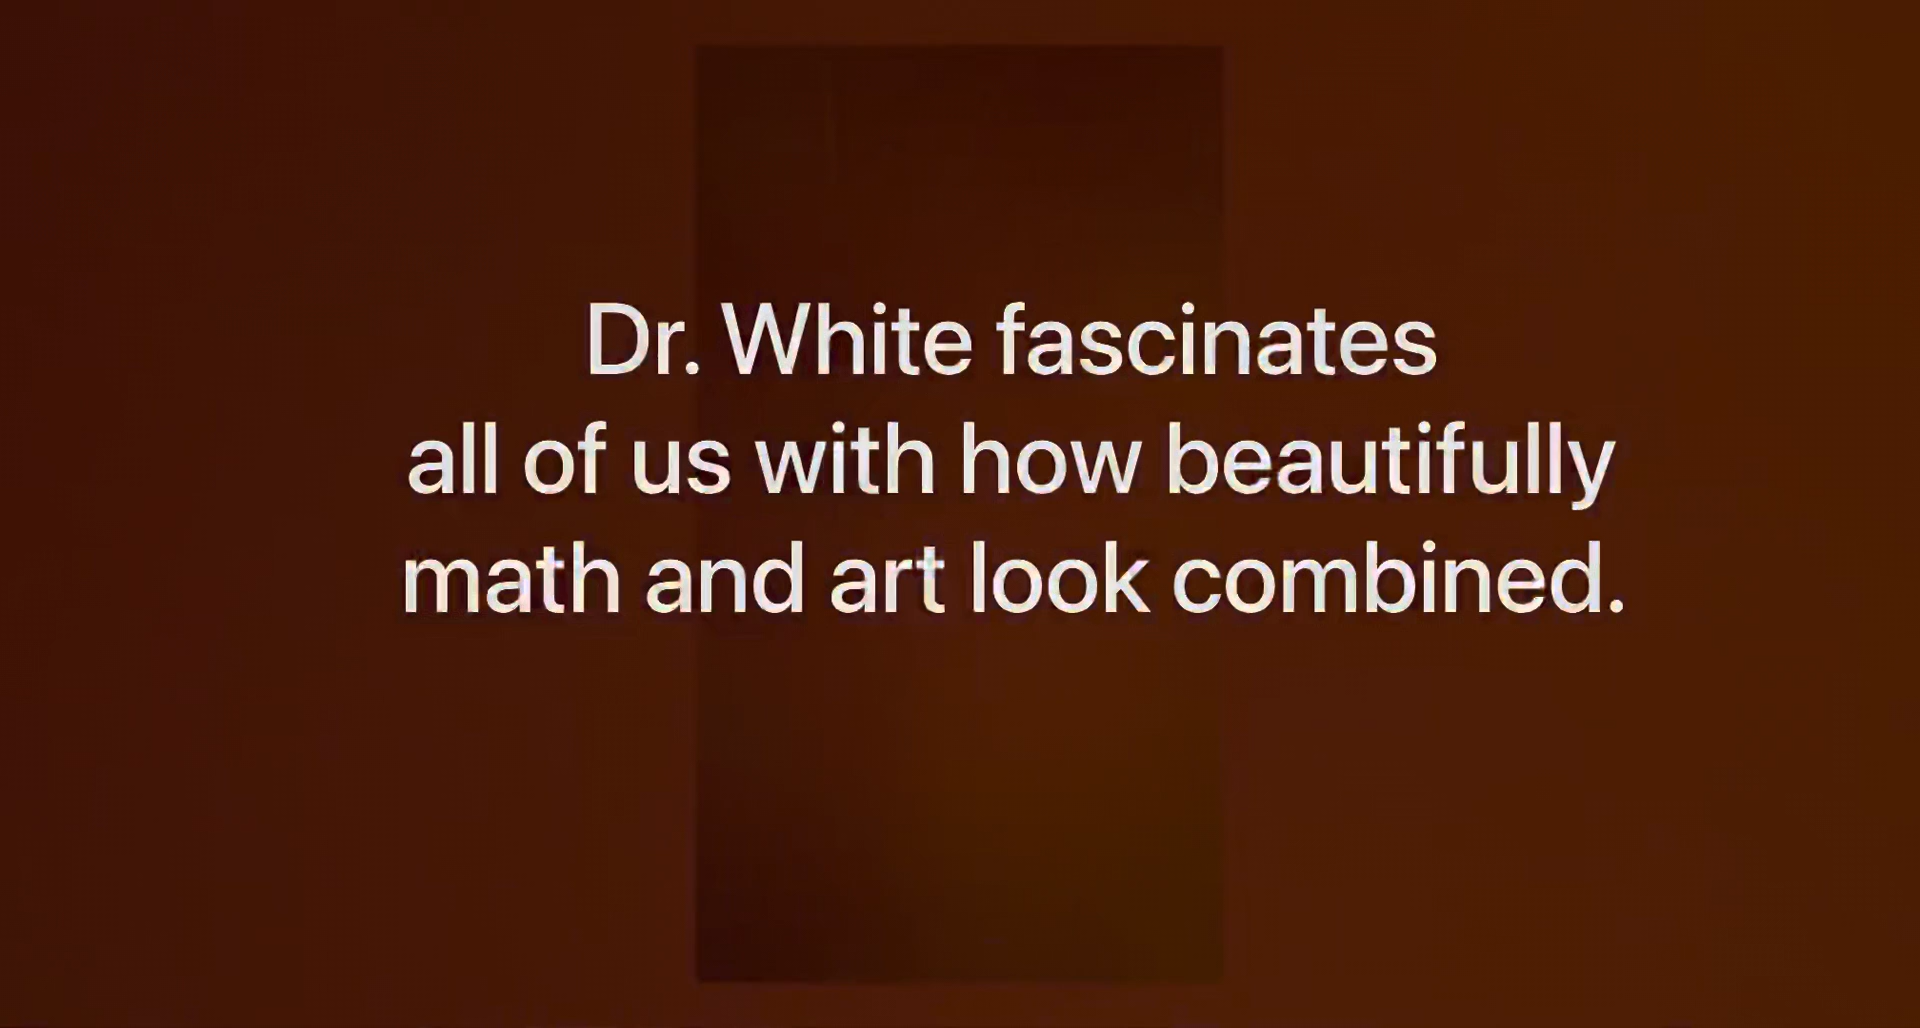 Dr. White fascinates
all of us with how beautifully
math and art look combined.